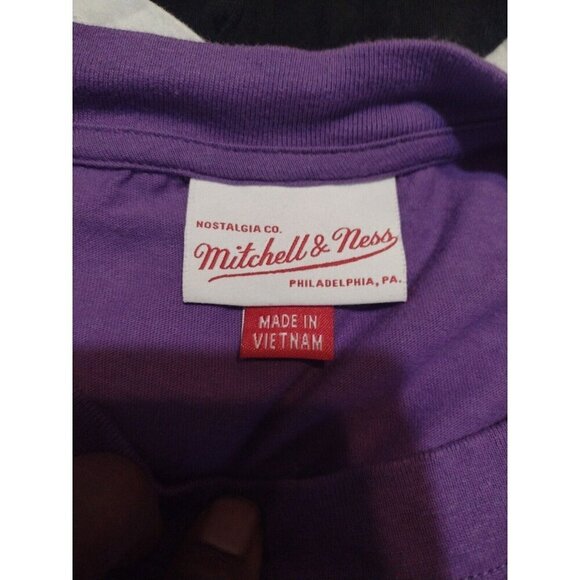 NOSTALGIA CO.
Mitchell & Ness
PHILADELPHIA, PA.
MADE IN
VIETNAM